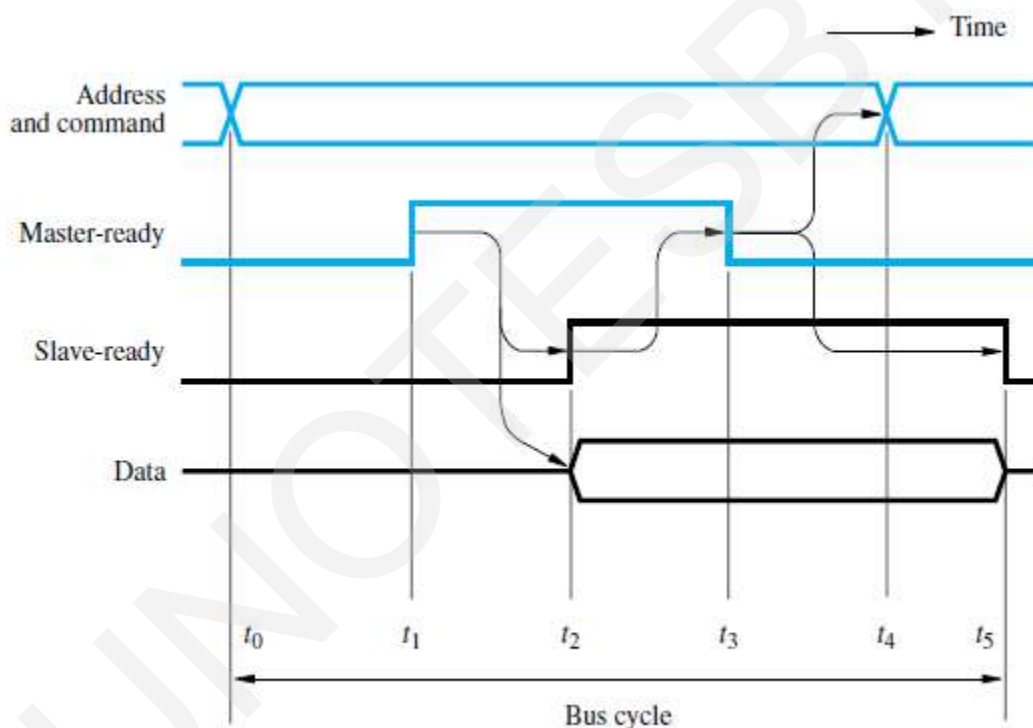 Time
Address
and command
Master-ready
Slave-ready
Data
t0 t1 t2 t3 t4 t5
Bus cycle